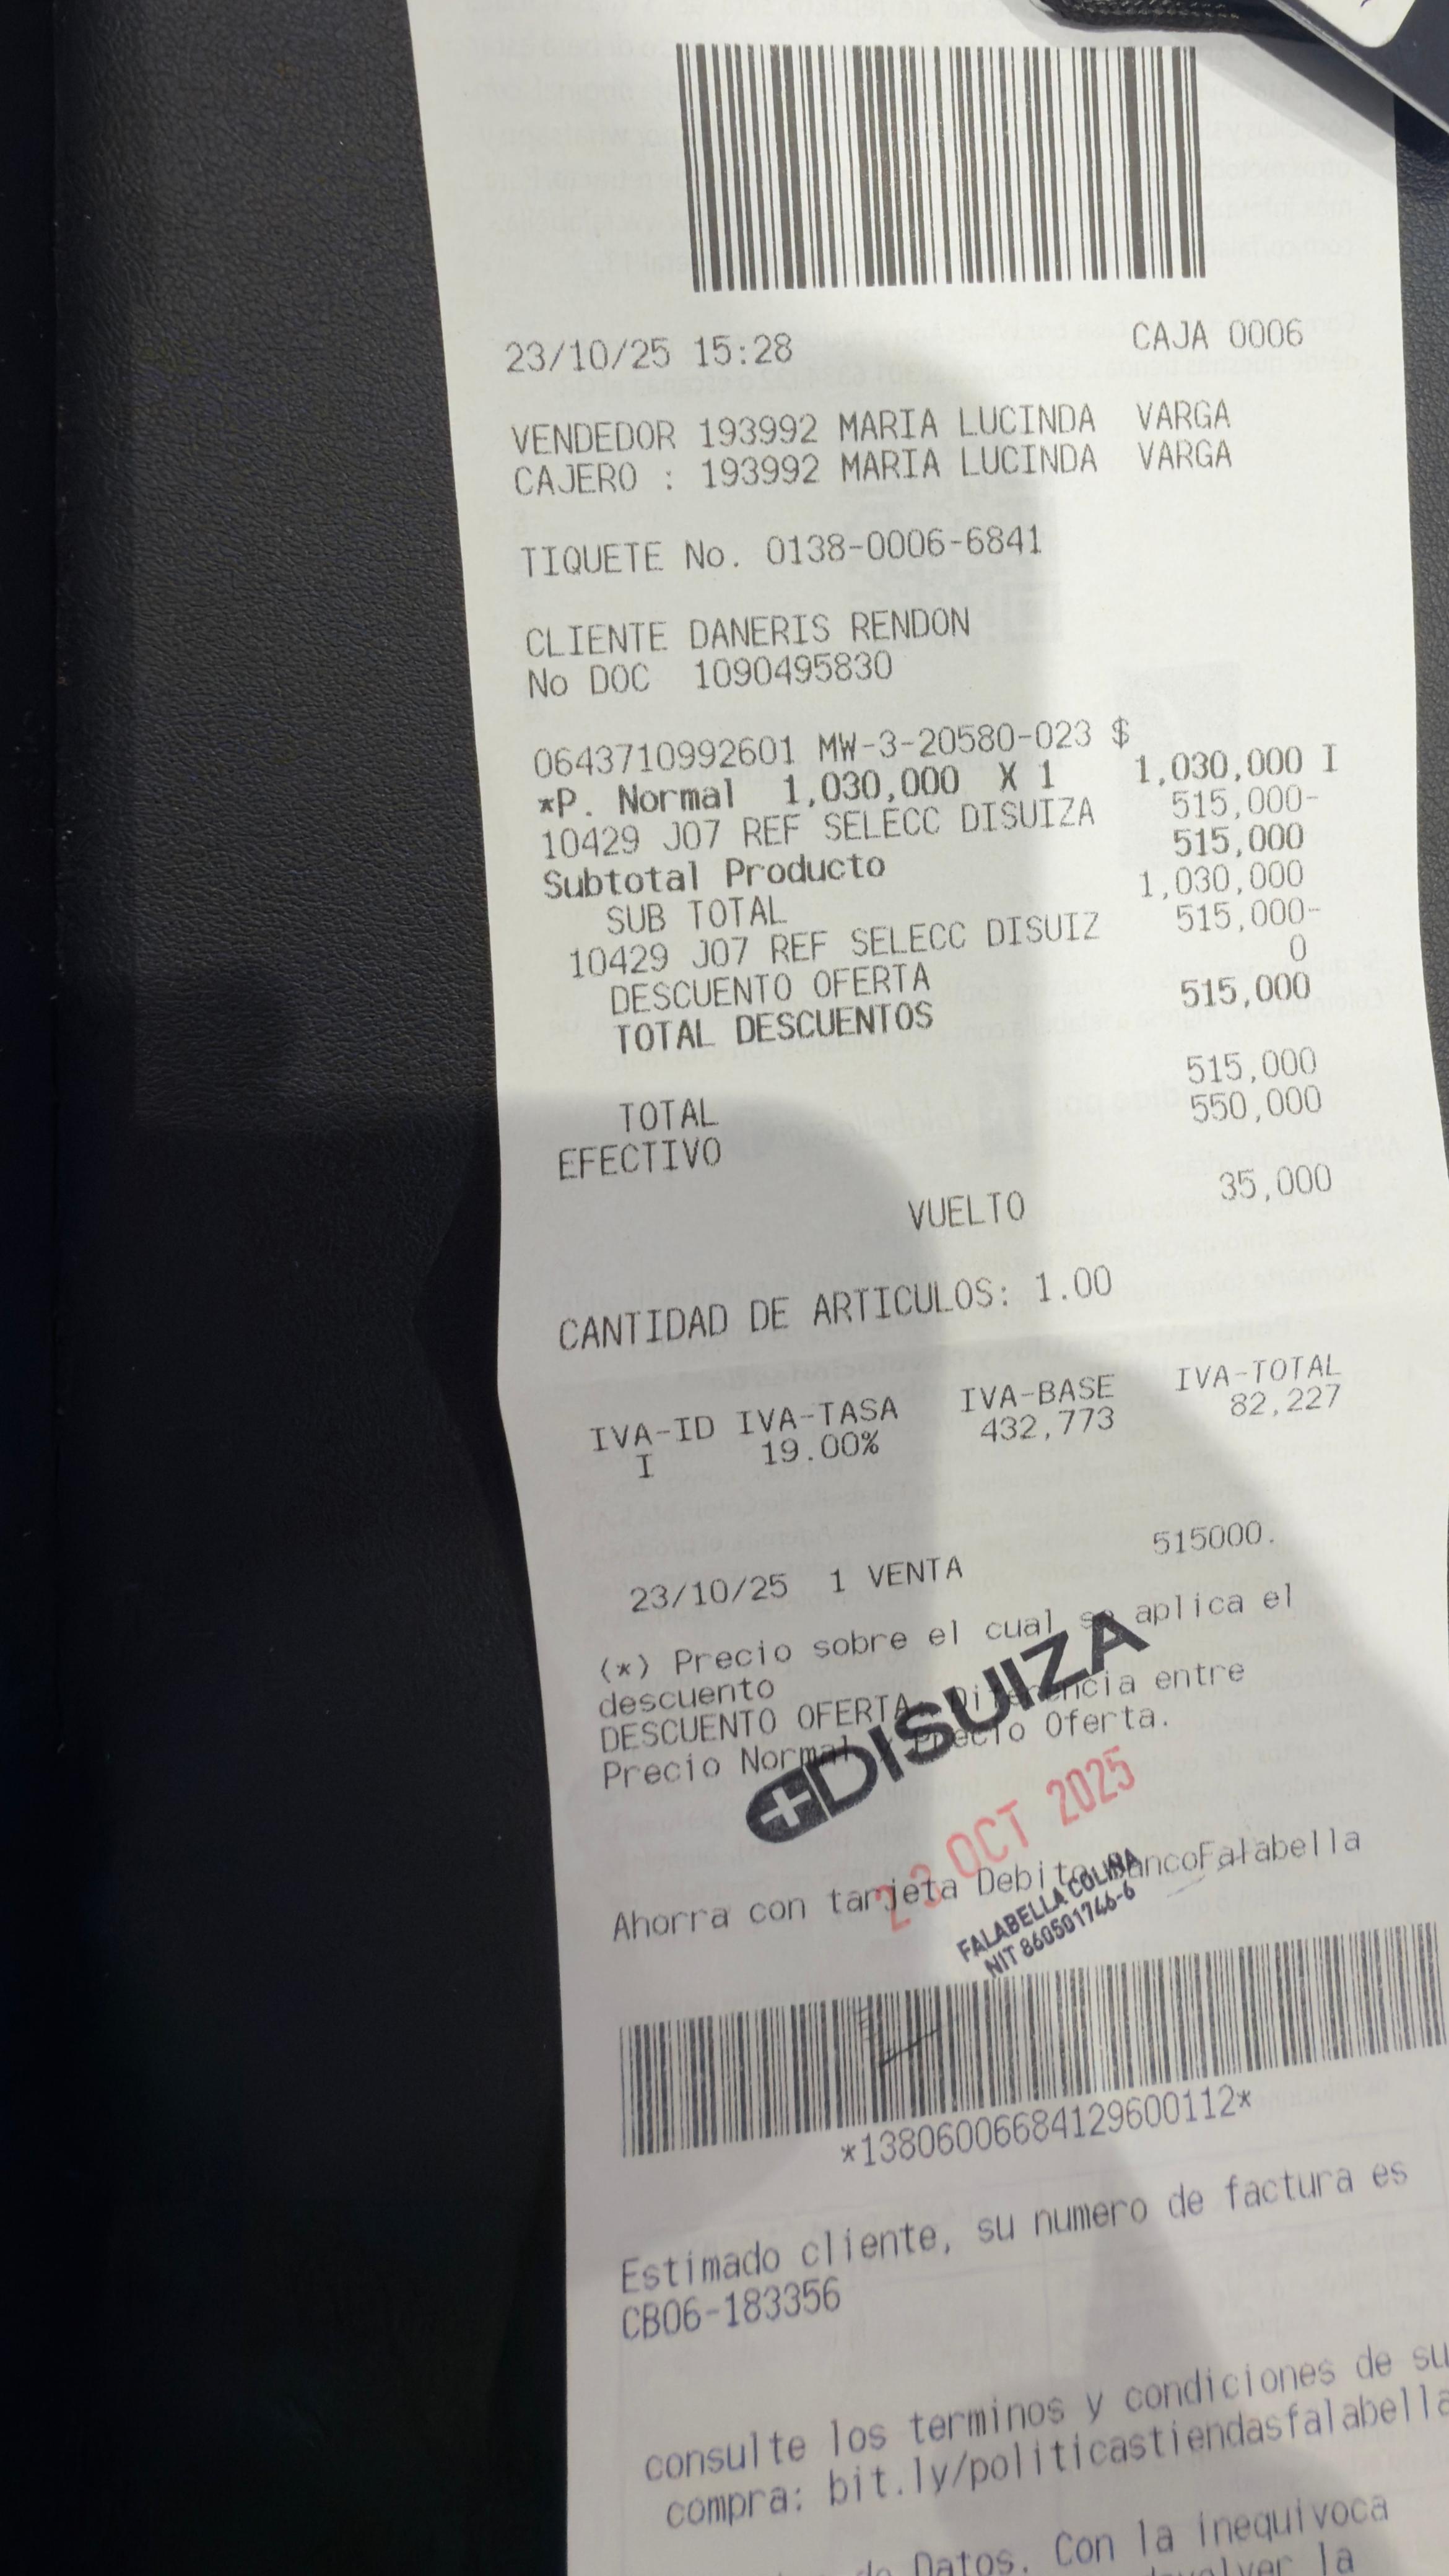 23/10/25 15:28 CAJA 0006
VENDEDOR 193992 MARIA LUCINDA VARGA
CAJERO : 193992 MARIA LUCINDA VARGA
TIQUETE No. 0138-0006-6841
CLIENTE DANERIS RENDON
No DOC 1090495830
0643710992601 MW-3-20580-023 $
*P. Normal 1,030,000 X 1 1,030,000 I
10429 J07 REF SELECC DISUIZA 515,000-
Subtotal Producto 515,000
SUB TOTAL 1,030,000
10429 J07 REF SELECC DISUIZ 515,000-
DESCUENTO OFERTA 0
TOTAL DESCUENTOS 515,000
TOTAL 515,000
EFECTIVO 550,000
VUELTO 35,000
CANTIDAD DE ARTICULOS: 1.00
IVA-ID IVA-TASA IVA-BASE IVA-TOTAL
I 19.00% 432,773 82,227
23/10/25 1 VENTA 515000.
(*) Precio sobre el cual se aplica el
descuento
DESCUENTO OFERTA: Diferencia entre
Precio Normal y Precio Oferta.
DISUIZA
23 OCT 2025
FALABELLA COLINA
NIT 860501746-6
Ahorra con tarjeta Debito BancoFalabella
*13806006684129600112*
Estimado cliente, su numero de factura es
CB06-183356
consulte los terminos y condiciones de su
compra: bit.ly/politicastiendasfalabella
de Datos. Con la inequivoca
la